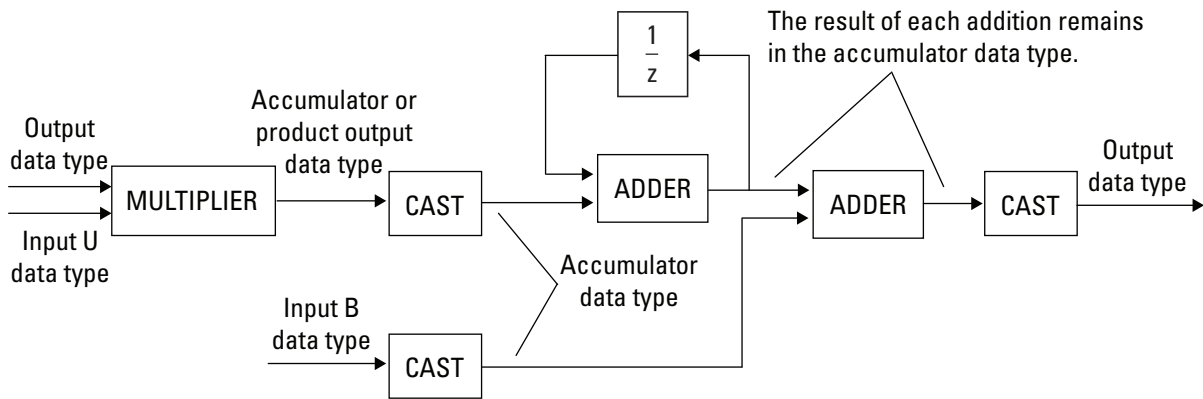 The result of each addition remains
in the accumulator data type.
1
z
Accumulator or
product output
data type
Output
data type
MULTIPLIER
CAST
ADDER
ADDER
CAST
Output
data type
Input U
data type
Accumulator
data type
Input B
data type
CAST